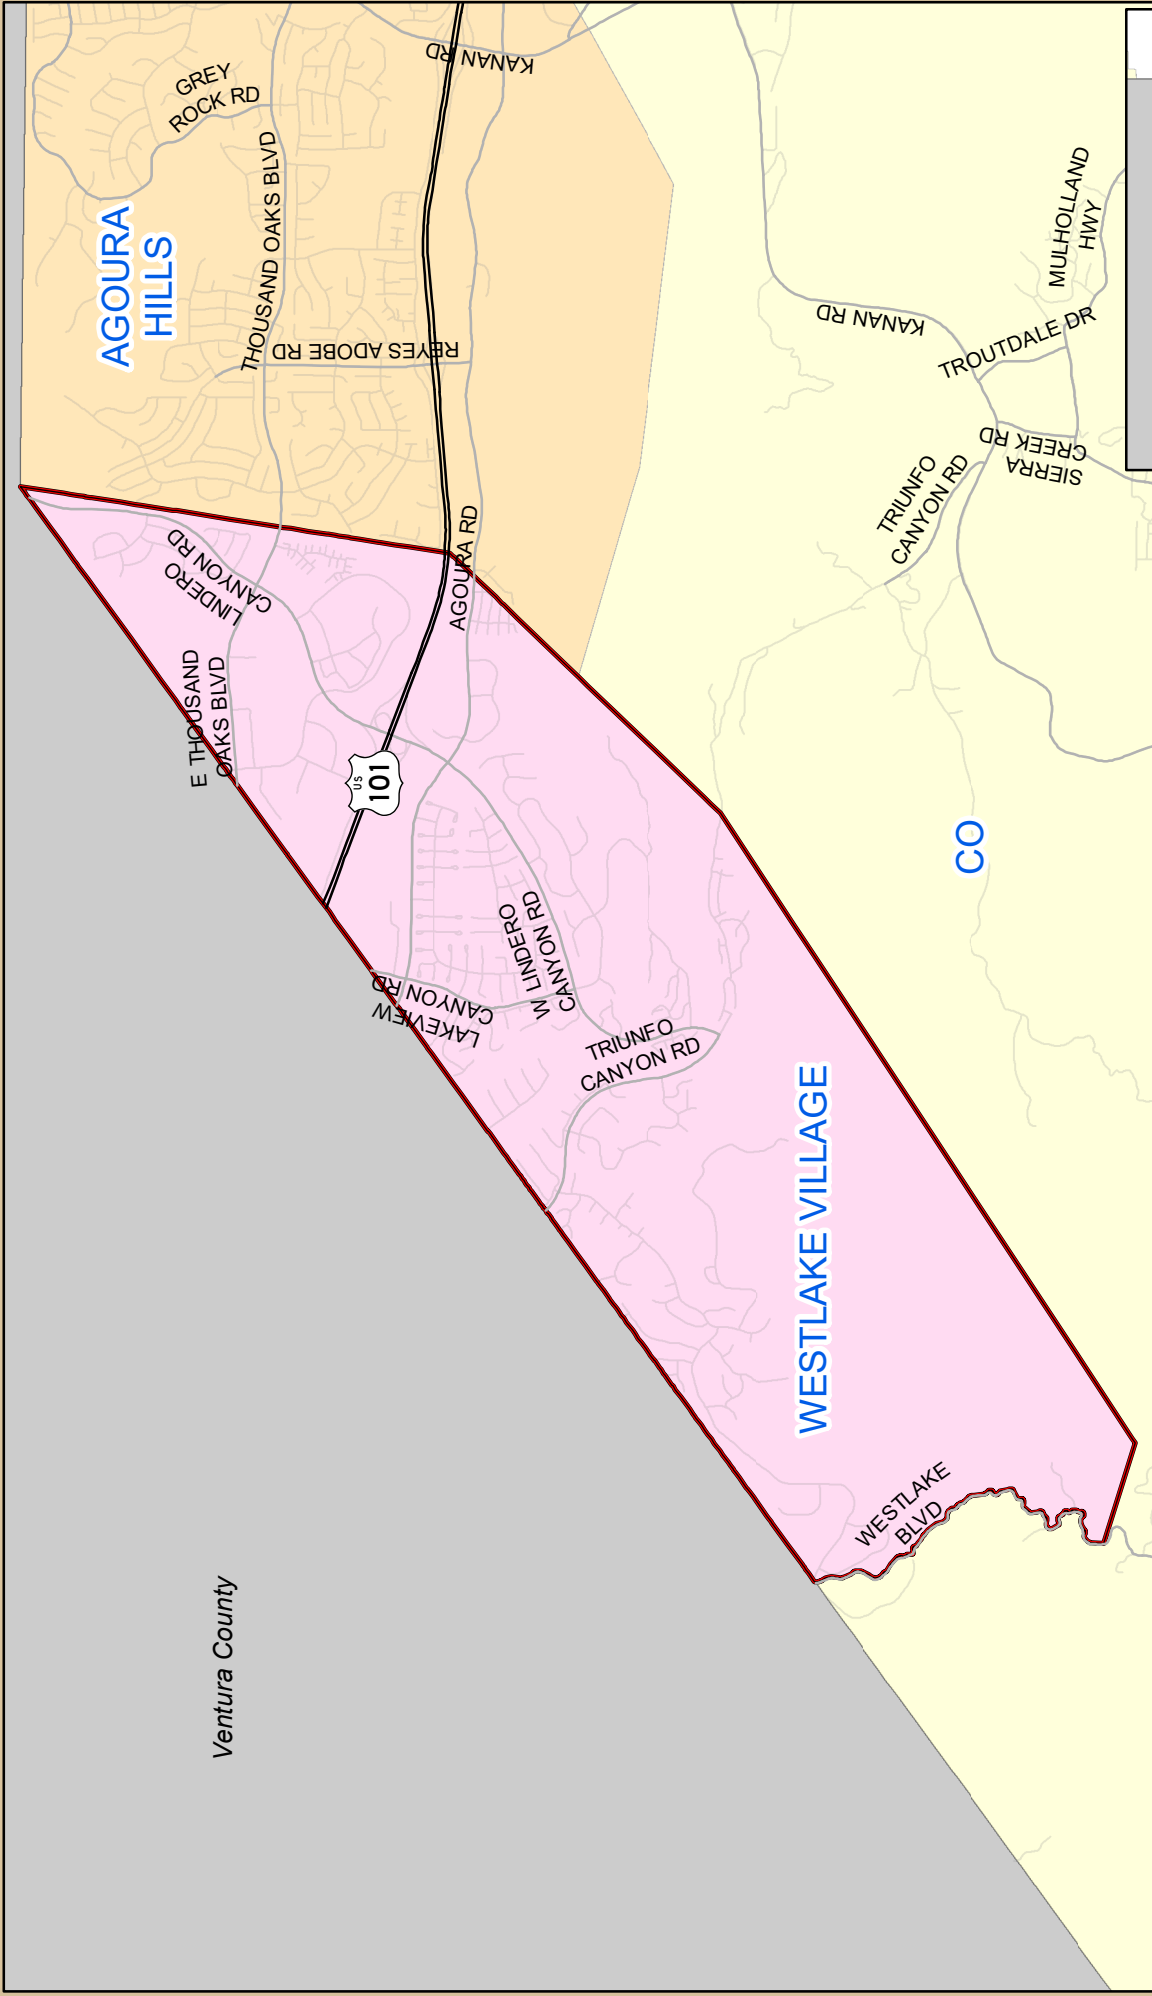 AGOURA
HILLS
GREY
ROCK RD
THOUSAND OAKS BLVD
KANAN RD
REYES ADOBE RD
AGOURA RD
LINDERO
CANYON RD
E THOUSAND
OAKS BLVD
US
101
LAKEVIEW
CANYON RD
W LINDERO
CANYON RD
TRIUNFO
CANYON RD
WESTLAKE VILLAGE
WESTLAKE
BLVD
Ventura County
KANAN RD
MULHOLLAND
HWY
TROUTDALE DR
SIERRA
CREEK RD
TRIUNFO
CANYON RD
CO